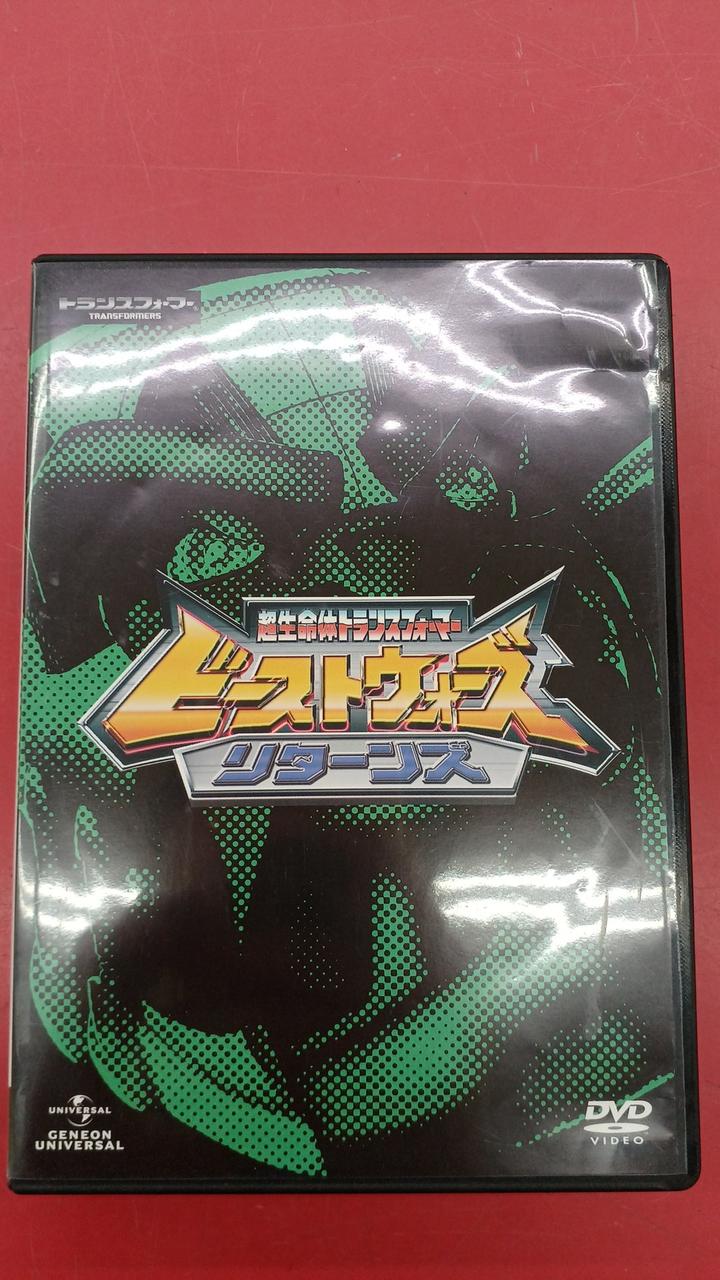 トランスフォーマー
TRANSFORMERS
超生命体トランスフォーマー
ビーストウォーズ
リターンズ
UNIVERSAL
GENEON
UNIVERSAL
DVD
VIDEO